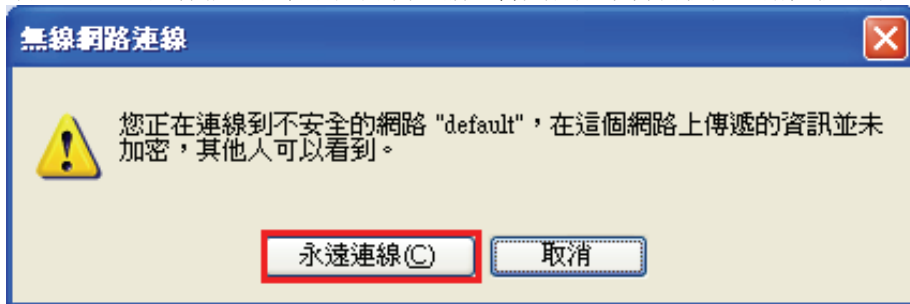 無線網路連線
您正在連線到不安全的網路 "default"，在這個網路上傳遞的資訊並未
加密，其他人可以看到。
永遠連線(C)
取消